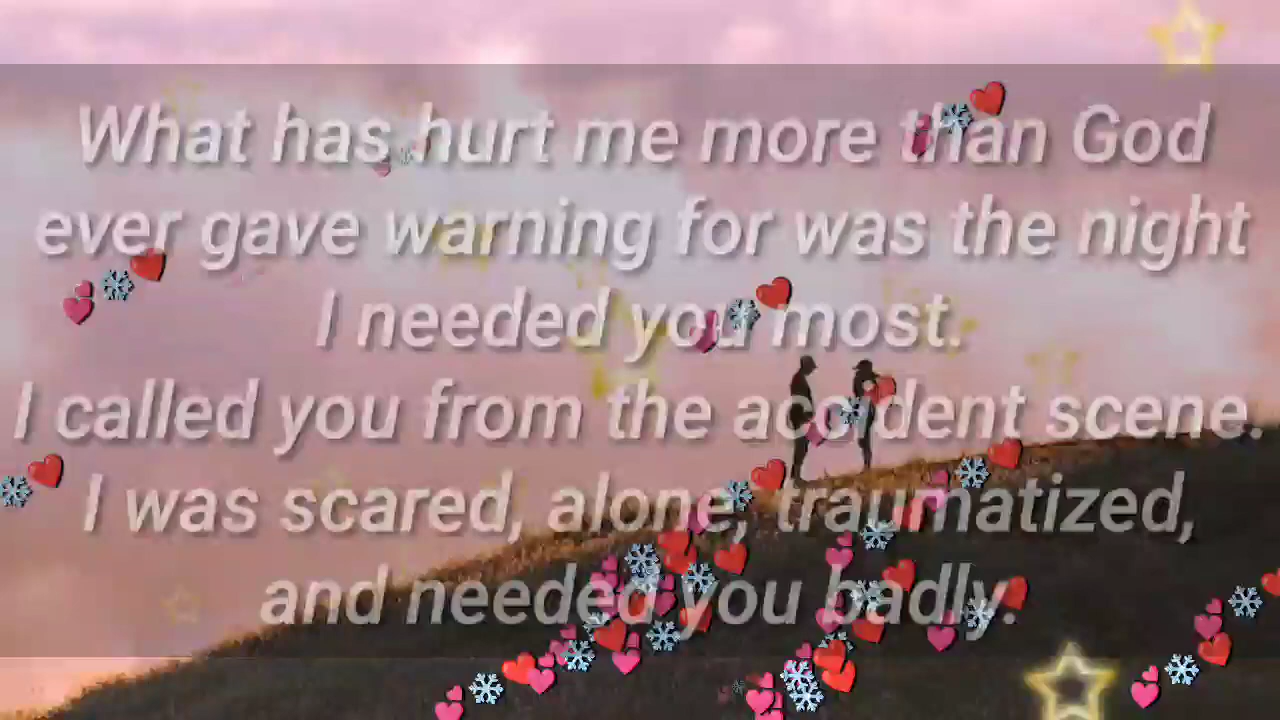 What has hurt me more than God
ever gave warning for was the night
I needed you most.
I called you from the accident scene.
I was scared, alone, traumatized,
and needed you badly.